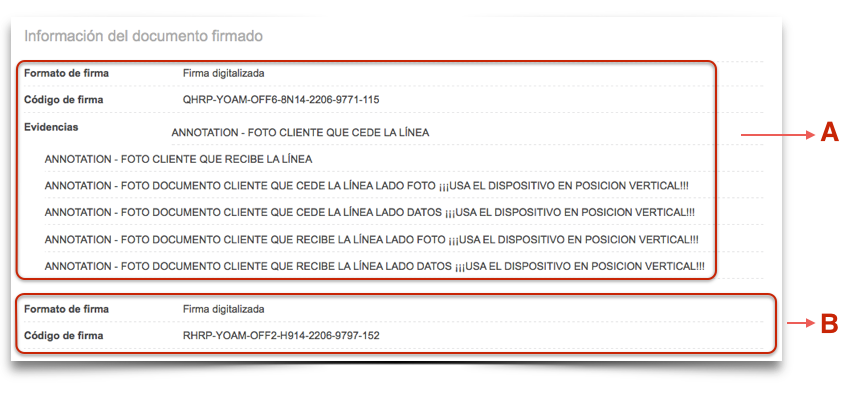 Información del documento firmado
Formato de firma Firma digitalizada
Código de firma QHRP-YOAM-OFF6-8N14-2206-9771-115
Evidencias ANNOTATION - FOTO CLIENTE QUE CEDE LA LÍNEA
A
ANNOTATION - FOTO CLIENTE QUE RECIBE LA LÍNEA
ANNOTATION - FOTO DOCUMENTO CLIENTE QUE CEDE LA LÍNEA LADO FOTO ¡¡¡USA EL DISPOSITIVO EN POSICION VERTICAL!!!
ANNOTATION - FOTO DOCUMENTO CLIENTE QUE CEDE LA LÍNEA LADO DATOS ¡¡¡USA EL DISPOSITIVO EN POSICION VERTICAL!!!
ANNOTATION - FOTO DOCUMENTO CLIENTE QUE RECIBE LA LÍNEA LADO FOTO ¡¡¡USA EL DISPOSITIVO EN POSICION VERTICAL!!!
ANNOTATION - FOTO DOCUMENTO CLIENTE QUE RECIBE LA LÍNEA LADO DATOS ¡¡¡USA EL DISPOSITIVO EN POSICION VERTICAL!!!
Formato de firma Firma digitalizada
B
Código de firma RHRP-YOAM-OFF2-H914-2206-9797-152